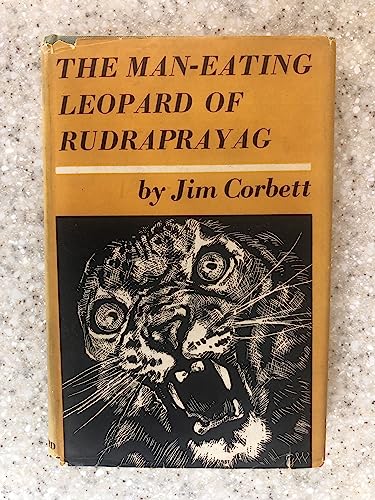 THE MAN-EATING
LEOPARD OF
RUDRAPRAYAG
by Jim Corbett